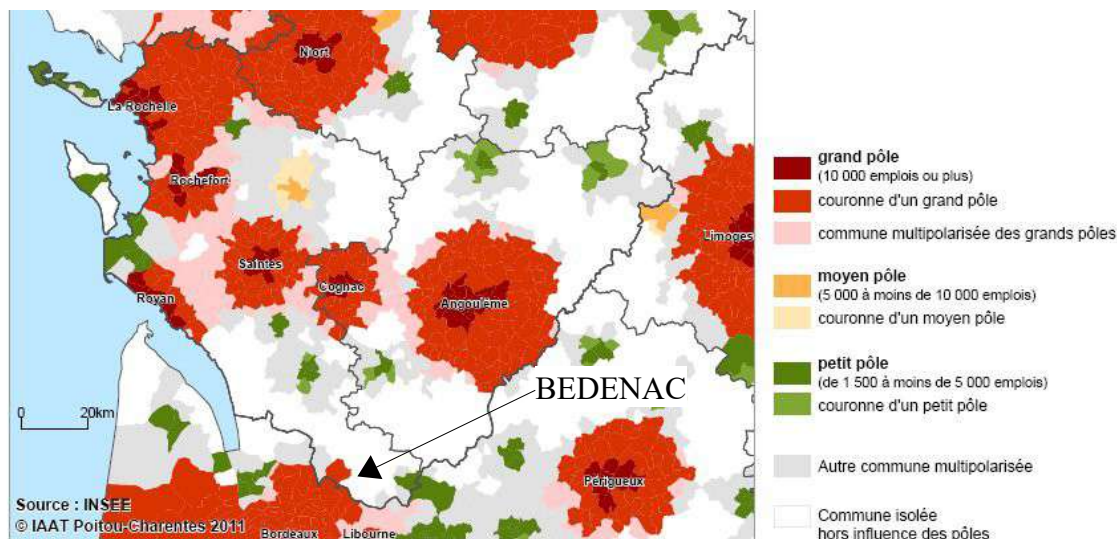 Niort
La Rochelle
Rochefort
Limoges
Saintes
Cognac
Angoulême
Royan
BEDENAC
0 20km
Périgueux
Source : INSEE
© IAAT Poitou-Charentes 2011
Bordeaux
Libourne
grand pôle
(10 000 emplois ou plus)
couronne d'un grand pôle
commune multipolarisée des grands pôles
moyen pôle
(5 000 à moins de 10 000 emplois)
couronne d'un moyen pôle
petit pôle
(de 1 500 à moins de 5 000 emplois)
couronne d'un petit pôle
Autre commune multipolarisée
Commune isolée
hors influence des pôles